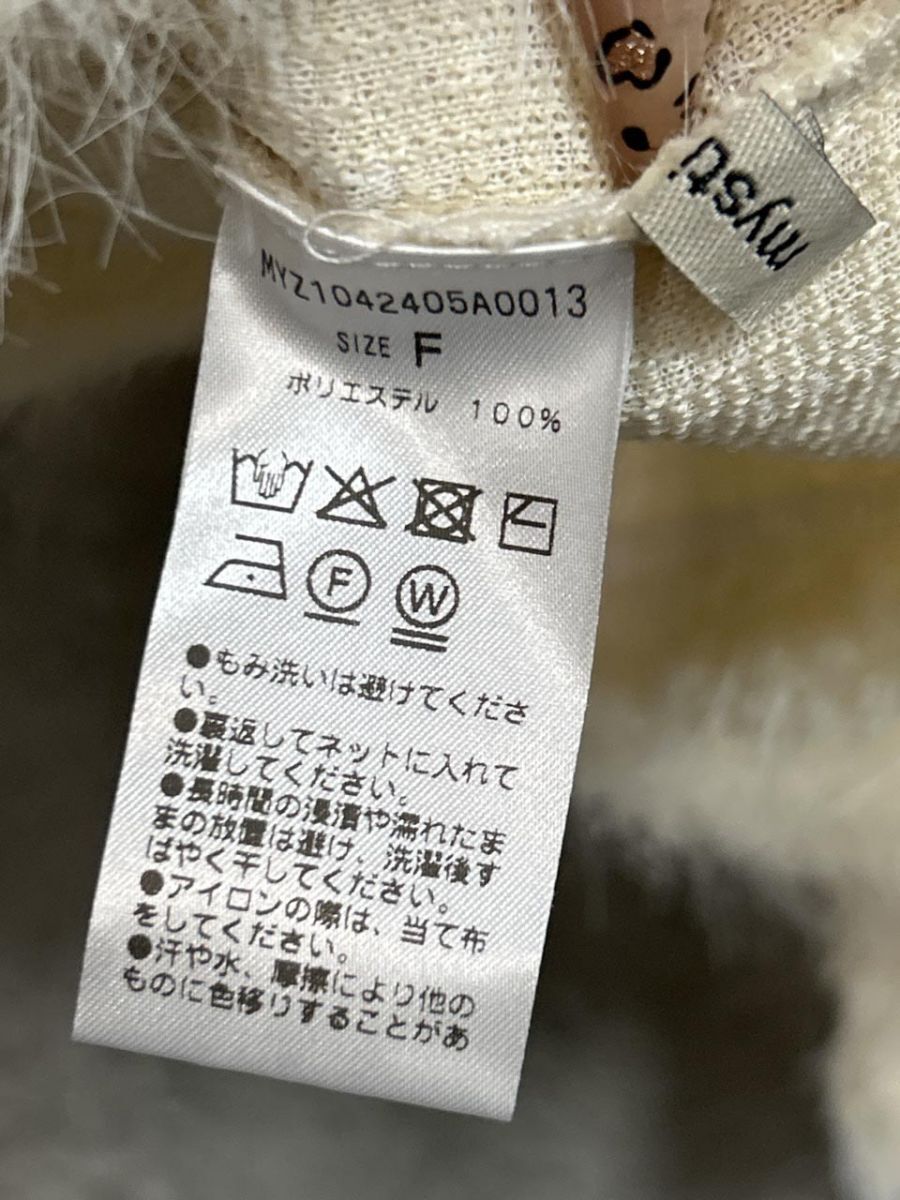 mysti
MYZ1042405A0013
SIZE F
ポリエステル 100%
F
W
●もみ洗いは避けてくださ
い。
●裏返してネットに入れて
洗濯してください。
●長時間の浸漬や濡れたま
まの放置は避け、洗濯後す
ばやく干してください。
●アイロンの際は、当て布
をしてください。
●汗や水、摩擦により他の
ものに色移りすることがあ